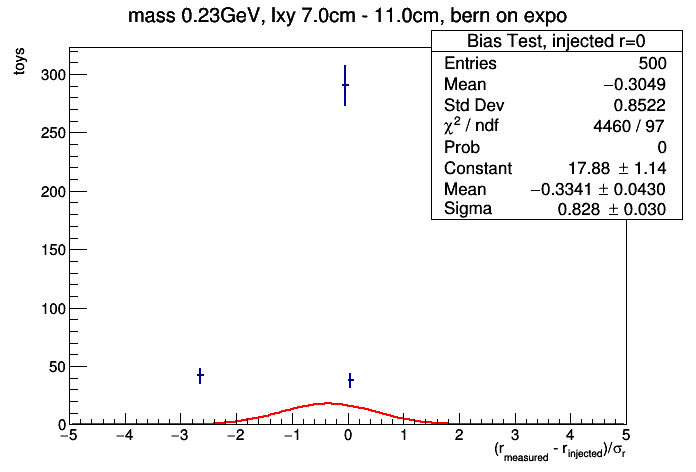 mass 0.23GeV, lxy 7.0cm - 11.0cm, bern on expo
toys
Bias Test, injected r=0
Entries 500
Mean −0.3049
Std Dev 0.8522
χ² / ndf 4460 / 97
Prob 0
Constant 17.88 ± 1.14
Mean −0.3341 ± 0.0430
Sigma 0.828 ± 0.030
300
250
200
150
100
50
0
−5 −4 −3 −2 −1 0 1 2 3 4 5
(r_measured - r_injected)/σ_r